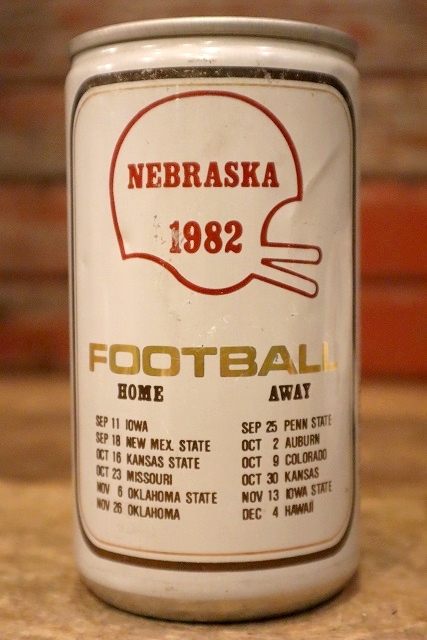 NEBRASKA
1982
FOOTBALL
HOME
SEP 11 IOWA
SEP 18 NEW MEX. STATE
OCT 16 KANSAS STATE
OCT 23 MISSOURI
NOV 6 OKLAHOMA STATE
NOV 26 OKLAHOMA
AWAY
SEP 25 PENN STATE
OCT 2 AUBURN
OCT 9 COLORADO
OCT 30 KANSAS
NOV 13 IOWA STATE
DEC 4 HAWAII